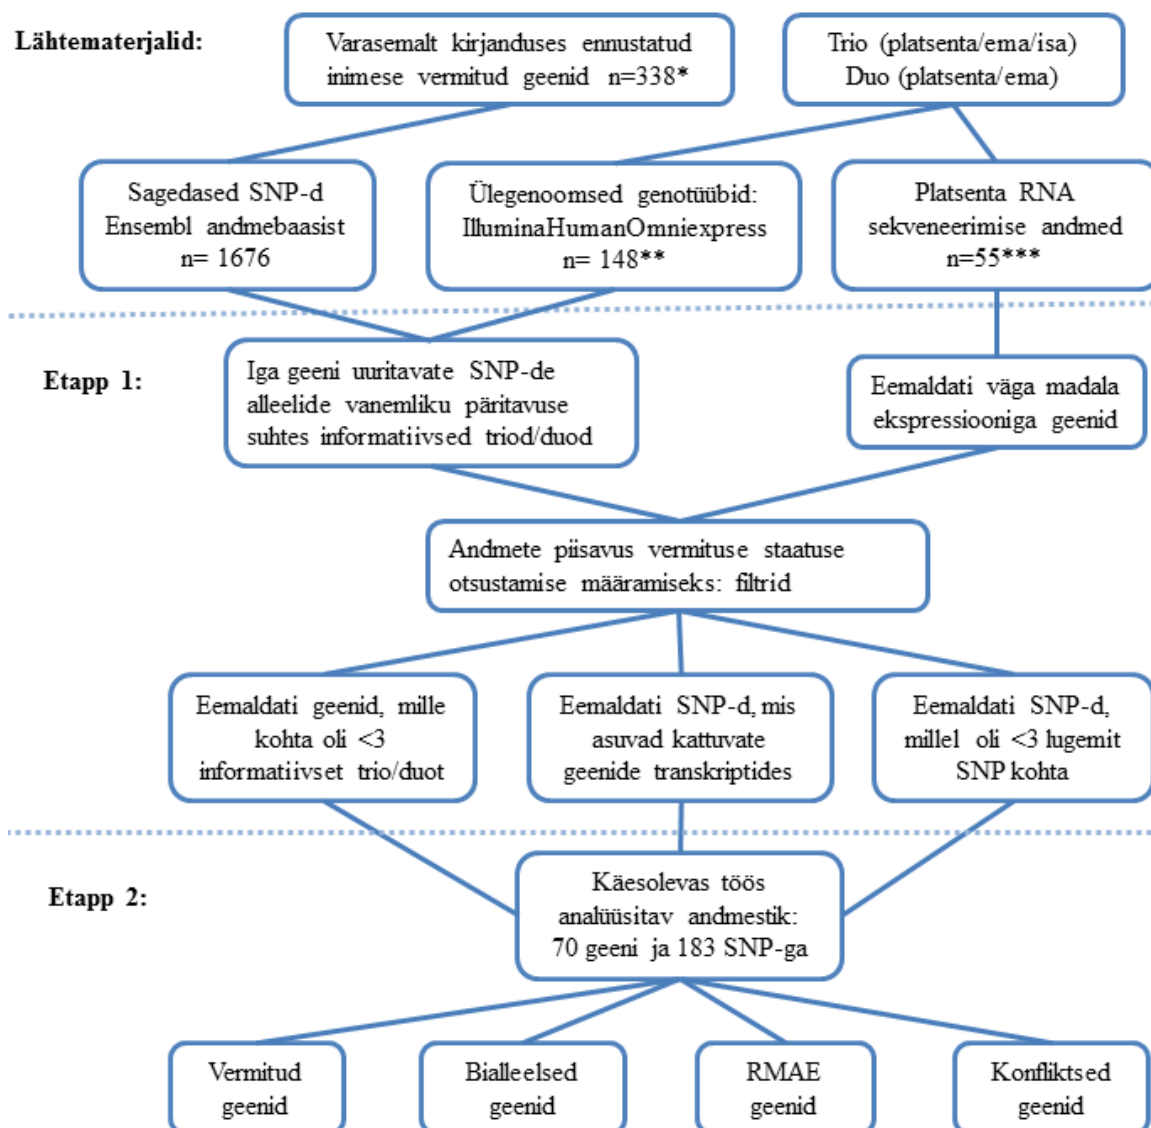 Lähtematerjalid:
Varasemalt kirjanduses ennustatud
inimese vermitud geenid n=338*
Trio (platsenta/ema/isa)
Duo (platsenta/ema)
Sagedased SNP-d
Ensembl andmebaasist
n= 1676
Ülegenoomsed genotüübid:
IlluminaHumanOmniexpress
n= 148**
Platsenta RNA
sekveneerimise andmed
n=55***
Etapp 1:
Iga geeni uuritavate SNP-de
alleelide vanemliku päritavuse
suhtes informatiivsed triod/duod
Eemaldati väga madala
ekspressiooniga geenid
Andmete piisavus vermituse staatuse
otsustamise määramiseks: filtrid
Eemaldati geenid, mille
kohta oli <3
informatiivset trio/duot
Eemaldati SNP-d, mis
asuvad kattuvate
geenide transkriptides
Eemaldati SNP-d,
millel oli <3 lugemit
SNP kohta
Etapp 2:
Käesolevas töös
analüüsitav andmestik:
70 geeni ja 183 SNP-ga
Vermitud
geenid
Bialleelsed
geenid
RMAE
geenid
Konfliktsed
geenid